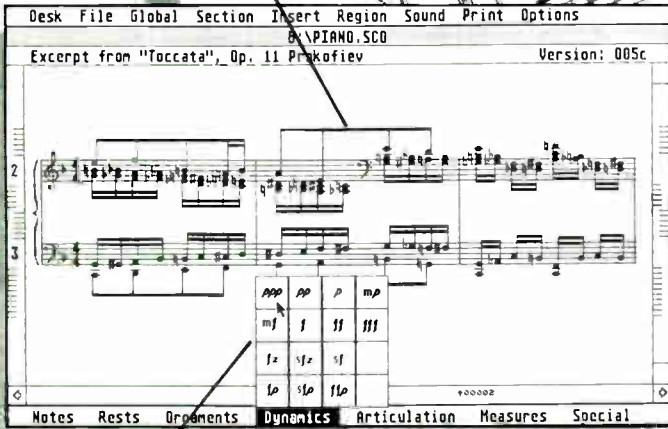 Desk File Global Section Insert Region Sound Print Options
B:\PIANO.SCO
Excerpt from "Toccata", Op. 11 Prokofiev Version: 005c
2
3
ppp pp p mp
mf f ff fff
fz sfz sf
fp sfp ffp
↑00002
Notes Rests Ornaments Dynamics Articulation Measures Special